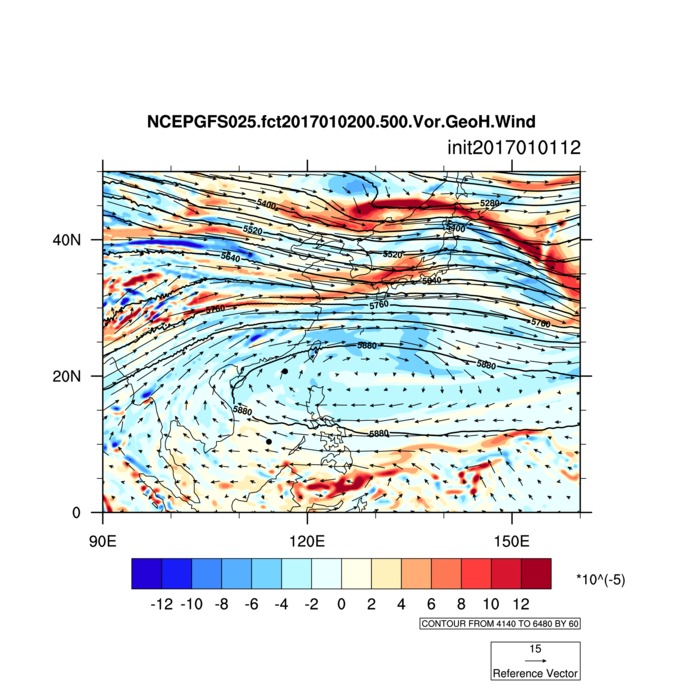 NCEPGFS025.fct2017010200.500.Vor.GeoH.Wind
init2017010112
5400
5280
5400
40N
5520
5520
5640
5640
5760
5760
5760
5880
5880
20N
5880
5880
0
90E 120E 150E
-12 -10 -8 -6 -4 -2 0 2 4 6 8 10 12
*10^(-5)
CONTOUR FROM 4140 TO 6480 BY 60
15
Reference Vector